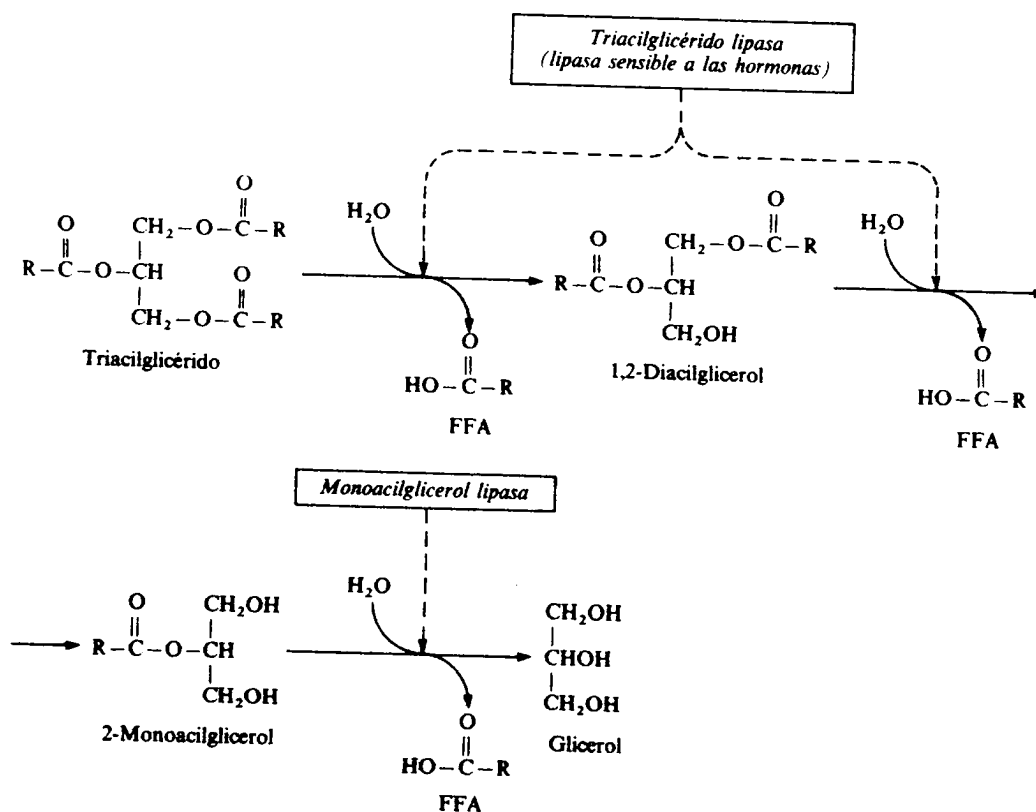 Triacilglicérido lipasa
(lipasa sensible a las hormonas)
O
||
CH₂–O–C–R
O
||
R–C–O–CH
O
||
CH₂–O–C–R
Triacilglicérido
H₂O
O
||
HO–C–R
FFA
O
||
CH₂–O–C–R
O
||
R–C–O–CH
CH₂OH
1,2-Diacilglicerol
H₂O
O
||
HO–C–R
FFA
Monoacilglicerol lipasa
O
||
CH₂OH
R–C–O–CH
CH₂OH
2-Monoacilglicerol
H₂O
O
||
HO–C–R
FFA
CH₂OH
CHOH
CH₂OH
Glicerol